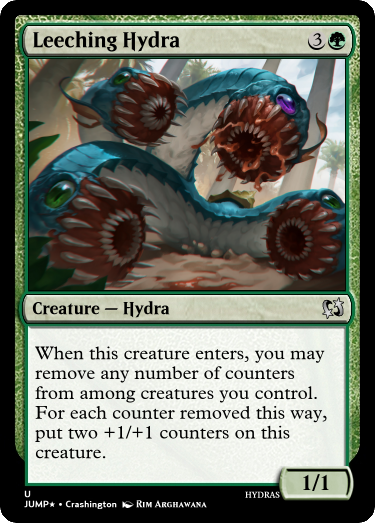 Leeching Hydra 3
Creature — Hydra
When this creature enters, you may
remove any number of counters
from among creatures you control.
For each counter removed this way,
put two +1/+1 counters on this
creature.
1/1
U
HYDRAS
JUMP★ • Crashington Rim Arghawana